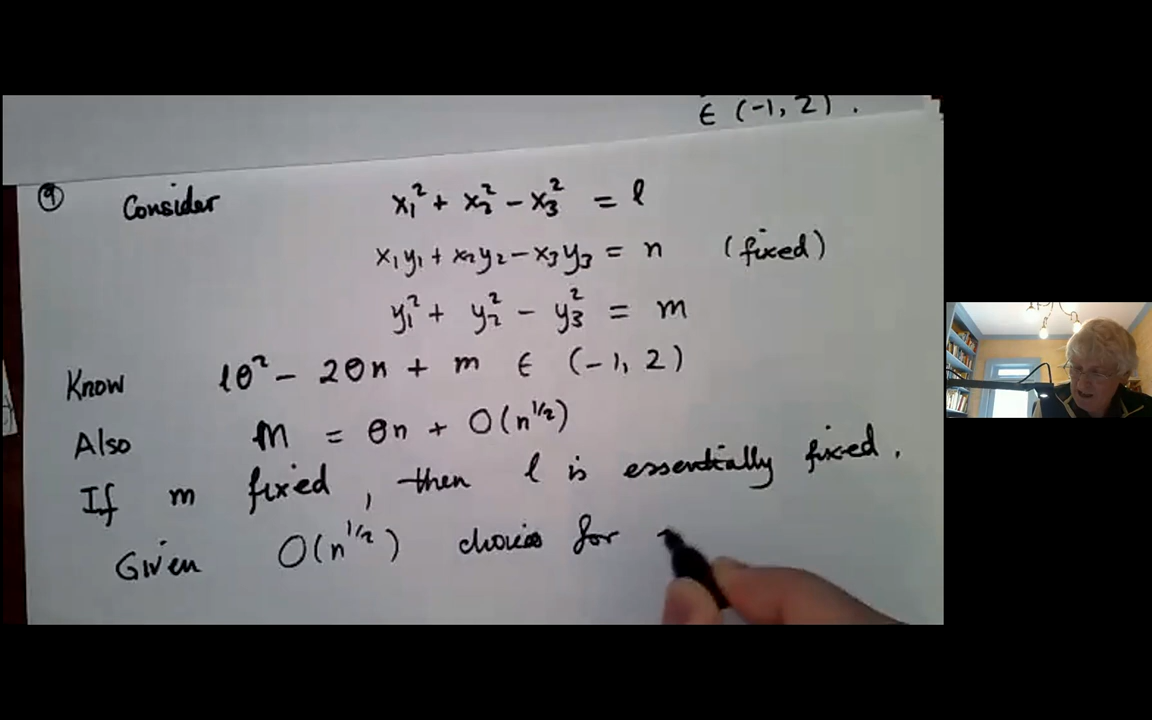 ∈ (-1, 2) .
⑨ Consider x₁² + x₂² - x₃² = l
x₁y₁ + x₂y₂ - x₃y₃ = n (fixed)
y₁² + y₂² - y₃² = m
Know lθ² - 2θn + m ∈ (-1, 2)
Also m = θn + O(n^{1/2})
If m fixed, then l is essentially fixed.
Given O(n^{1/2}) choices for